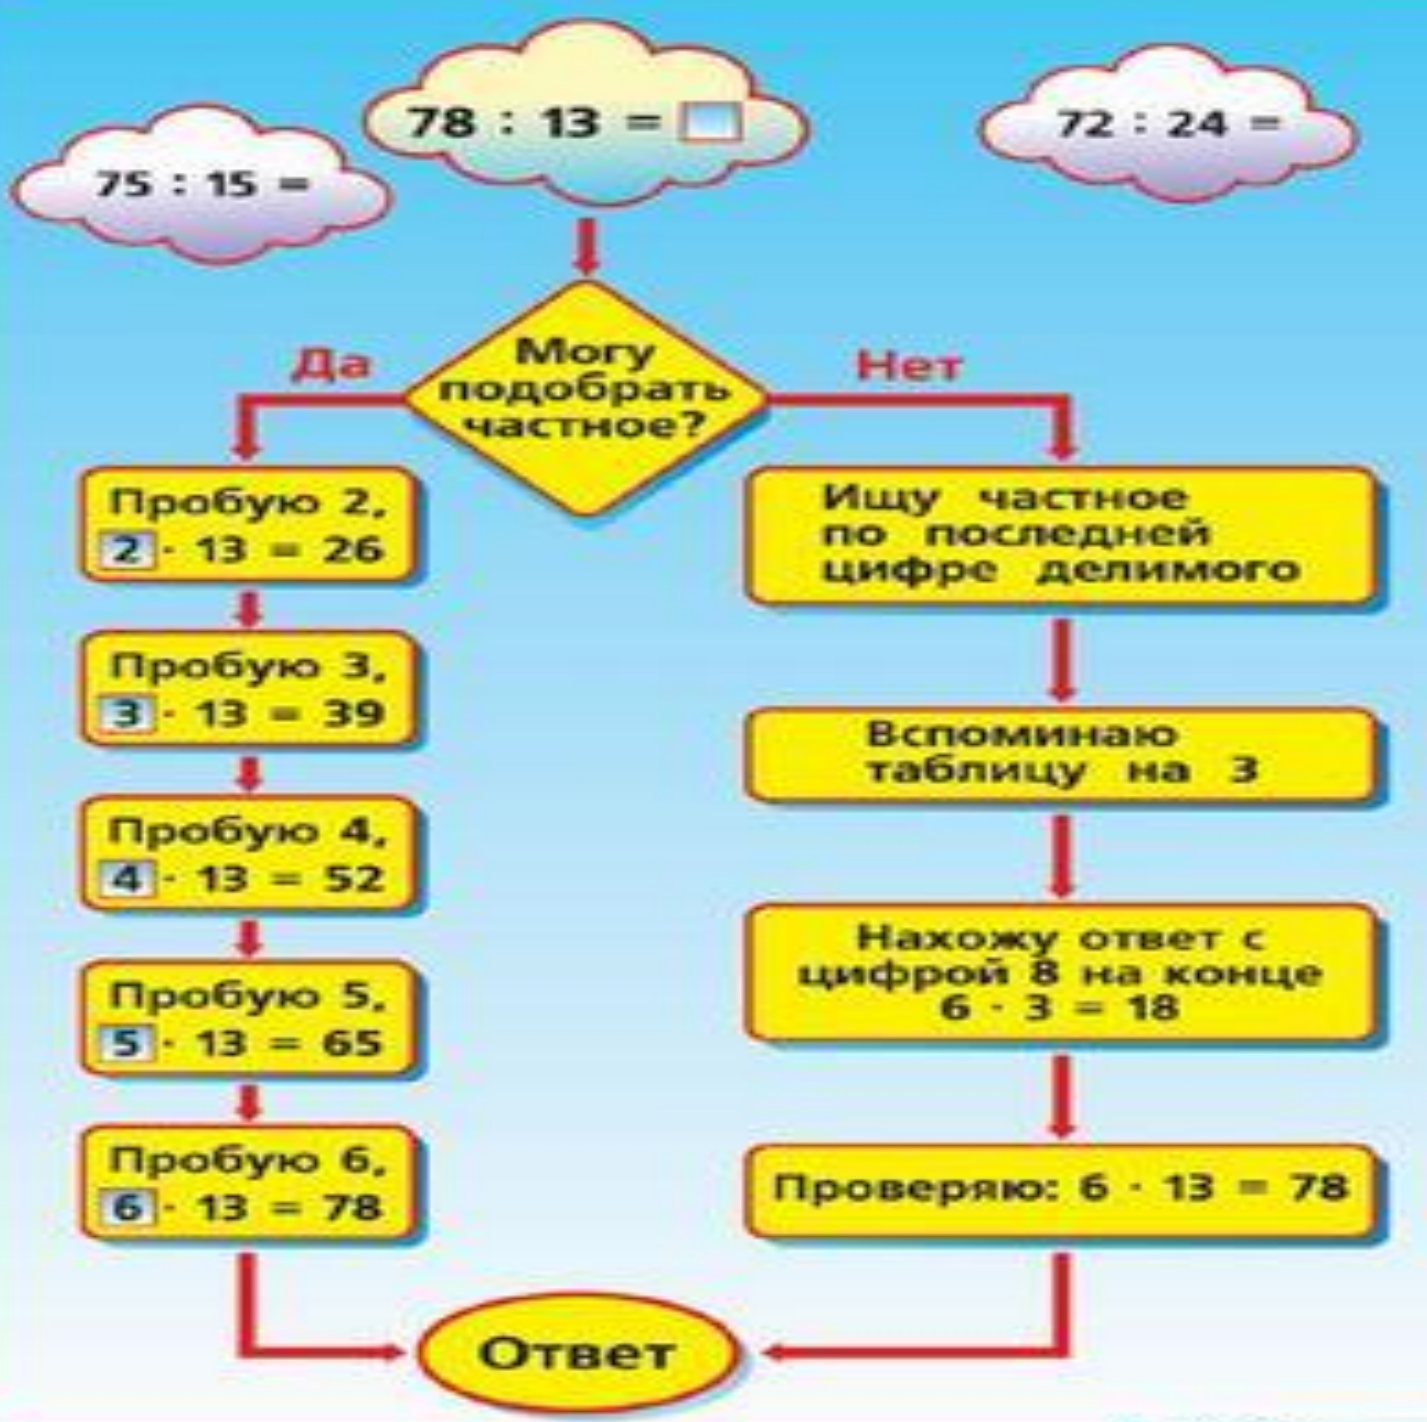 78 : 13 =
75 : 15 =
72 : 24 =
Могу
подобрать
частное?
Да
Нет
Пробую 2,
2 · 13 = 26
Пробую 3,
3 · 13 = 39
Пробую 4,
4 · 13 = 52
Пробую 5,
5 · 13 = 65
Пробую 6,
6 · 13 = 78
Ищу частное
по последней
цифре делимого
Вспоминаю
таблицу на 3
Нахожу ответ с
цифрой 8 на конце
6 · 3 = 18
Проверяю: 6 · 13 = 78
Ответ